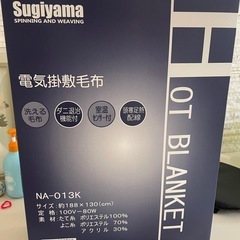 Sugiyama
SPINNING AND WEAVING
電気掛敷毛布
洗える
毛布
ダニ退治
機能付
室温
センサー付
頭寒足熱
配線
HOT BLANKET
NA-013K
サイズ:約188×130(cm)
定格:100V-80W
素材:たて糸 ポリエステル100%
よこ糸 ポリエステル 70%
アクリル 30%